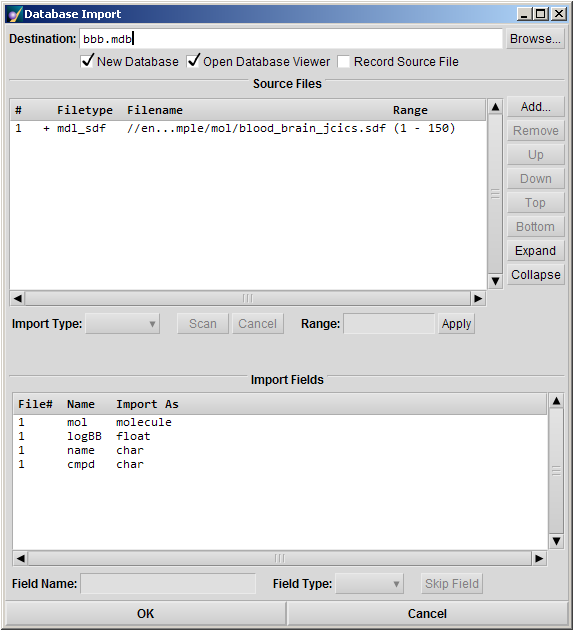 Database Import
Destination: bbb.mdb Browse...
New Database Open Database Viewer Record Source File
Source Files
# Filetype Filename Range
1 + mdl_sdf //en...mple/mol/blood_brain_jcics.sdf (1 - 150)
Add...
Remove
Up
Down
Top
Bottom
Expand
Collapse
Import Type: Scan Cancel Range: Apply
Import Fields
File# Name Import As
1 mol molecule
1 logBB float
1 name char
1 cmpd char
Field Name: Field Type: Skip Field
OK Cancel